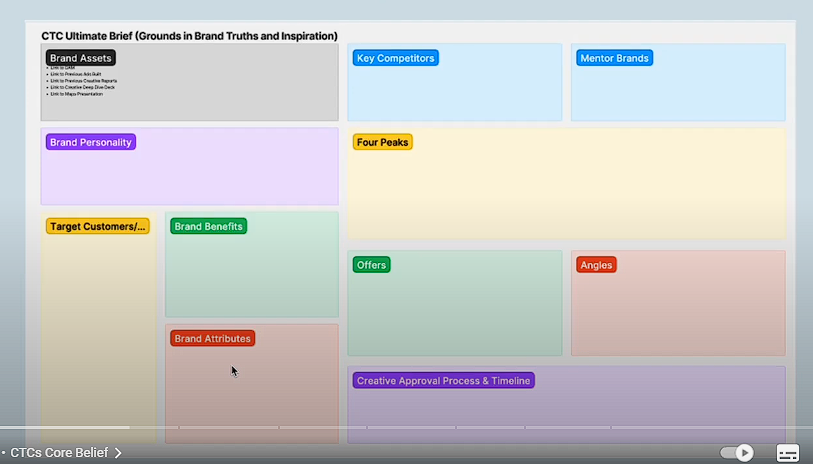 CTC Ultimate Brief (Grounds in Brand Truths and Inspiration)
Brand Assets
• Link to DAM
• Link to Previous Ads Built
• Link to Previous Creative Reports
• Link to Creative Deep Dive Deck
• Link to Maps Presentation
Key Competitors
Mentor Brands
Brand Personality
Four Peaks
Target Customers/...
Brand Benefits
Offers
Angles
Brand Attributes
Creative Approval Process & Timeline
• CTCs Core Belief >